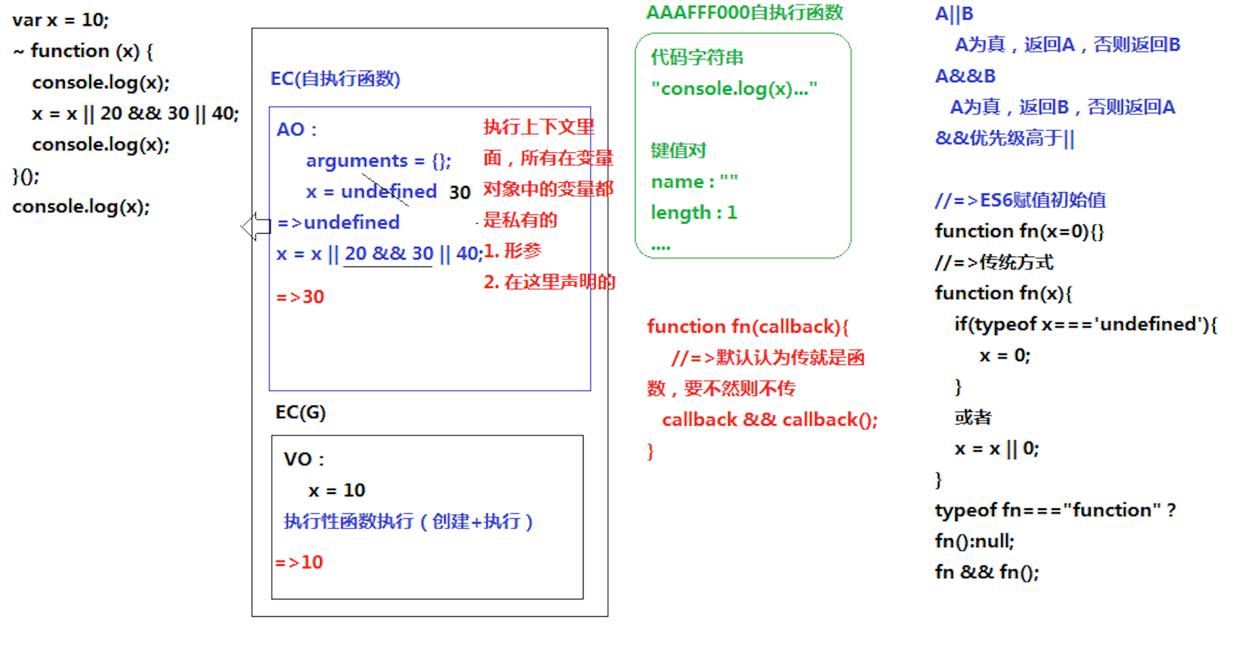 var x = 10;
~ function (x) {
console.log(x);
x = x || 20 && 30 || 40;
console.log(x);
}();
console.log(x);
EC(自执行函数)
AO：
arguments = {};
x = undefined 30
=>undefined
x = x || 20 && 30 || 40;
=>30
执行上下文里
面，所有在变量
对象中的变量都
是私有的
1. 形参
2. 在这里声明的
EC(G)
VO：
x = 10
执行性函数执行（创建+执行）
=>10
AAAFFF000自执行函数
代码字符串
"console.log(x)..."
键值对
name : ""
length : 1
....
function fn(callback){
//=>默认认为传就是函
数，要不然则不传
callback && callback();
}
A||B
A为真，返回A，否则返回B
A&&B
A为真，返回B，否则返回A
&&优先级高于||
//=>ES6赋值初始值
function fn(x=0){}
//=>传统方式
function fn(x){
if(typeof x==='undefined'){
x = 0;
}
或者
x = x || 0;
}
typeof fn==="function" ?
fn():null;
fn && fn();